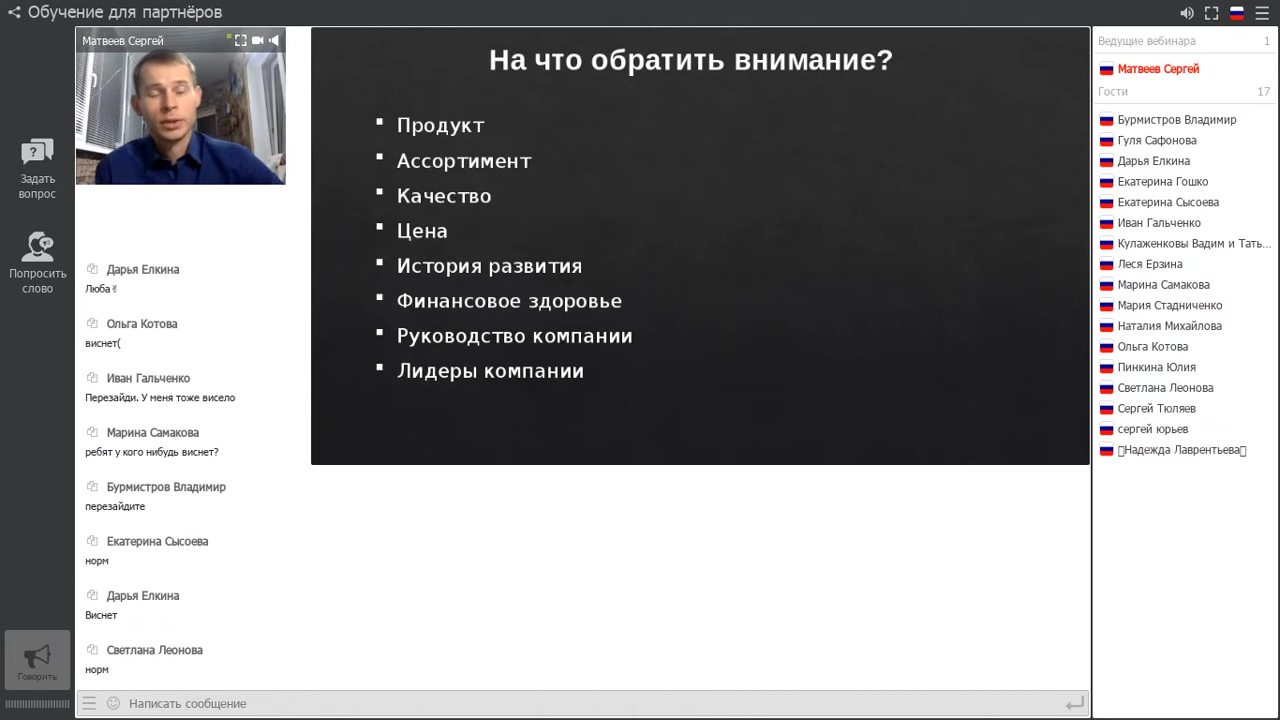 Обучение для партнёров
Задать
вопрос
Попросить
слово
Говорить
Матвеев Сергей
Дарья Елкина
Люба✌
Ольга Котова
виснет(
Иван Гальченко
Перезайди. У меня тоже висело
Марина Самакова
ребят у кого нибудь виснет?
Бурмистров Владимир
перезайдите
Екатерина Сысоева
норм
Дарья Елкина
Виснет
Светлана Леонова
норм
Написать сообщение
На что обратить внимание?
Продукт
Ассортимент
Качество
Цена
История развития
Финансовое здоровье
Руководство компании
Лидеры компании
Ведущие вебинара 1
Матвеев Сергей
Гости 17
Бурмистров Владимир
Гуля Сафонова
Дарья Елкина
Екатерина Гошко
Екатерина Сысоева
Иван Гальченко
Кулаженковы Вадим и Тать...
Леся Ерзина
Марина Самакова
Мария Стадниченко
Наталия Михайлова
Ольга Котова
Пинкина Юлия
Светлана Леонова
Сергей Тюляев
сергей юрьев
Надежда Лаврентьева